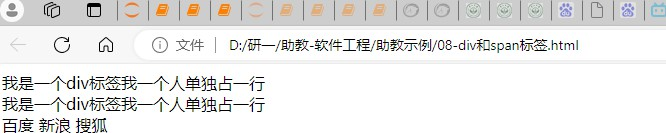 文件 D:/研一/助教-软件工程/助教示例/08-div和span标签.html
我是一个div标签我一个人单独占一行
我是一个div标签我一个人单独占一行
百度 新浪 搜狐